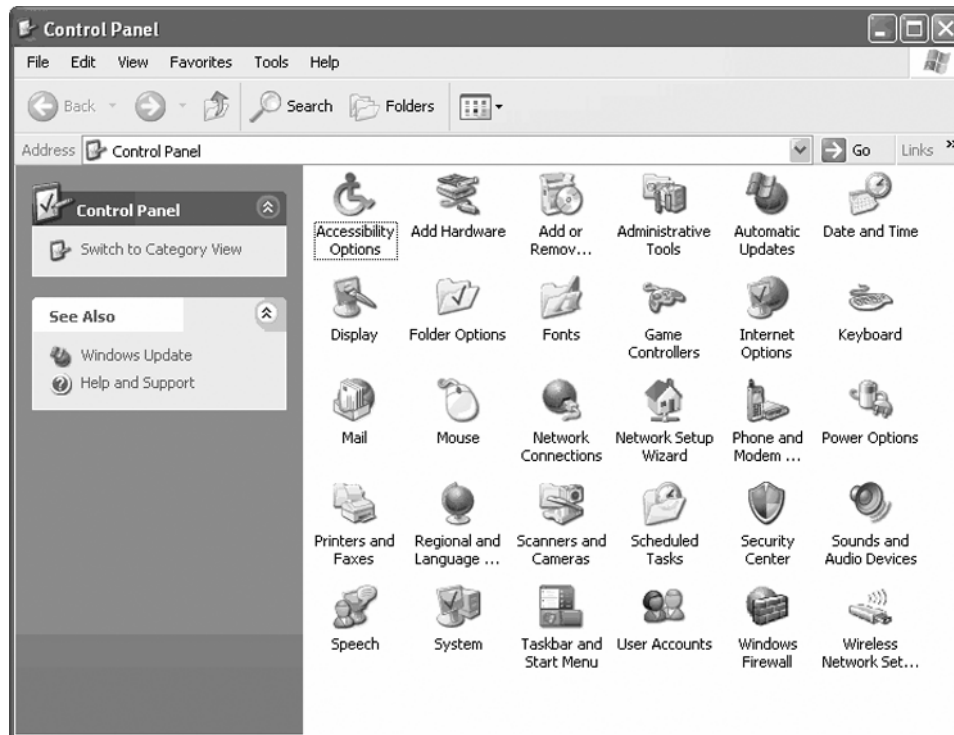 Control Panel
File Edit View Favorites Tools Help
Back Search Folders
Address Control Panel Go Links »
Control Panel
Switch to Category View
See Also
Windows Update
Help and Support
Accessibility Options
Add Hardware
Add or Remov...
Administrative Tools
Automatic Updates
Date and Time
Display
Folder Options
Fonts
Game Controllers
Internet Options
Keyboard
Mail
Mouse
Network Connections
Network Setup Wizard
Phone and Modem ...
Power Options
Printers and Faxes
Regional and Language ...
Scanners and Cameras
Scheduled Tasks
Security Center
Sounds and Audio Devices
Speech
System
Taskbar and Start Menu
User Accounts
Windows Firewall
Wireless Network Set...